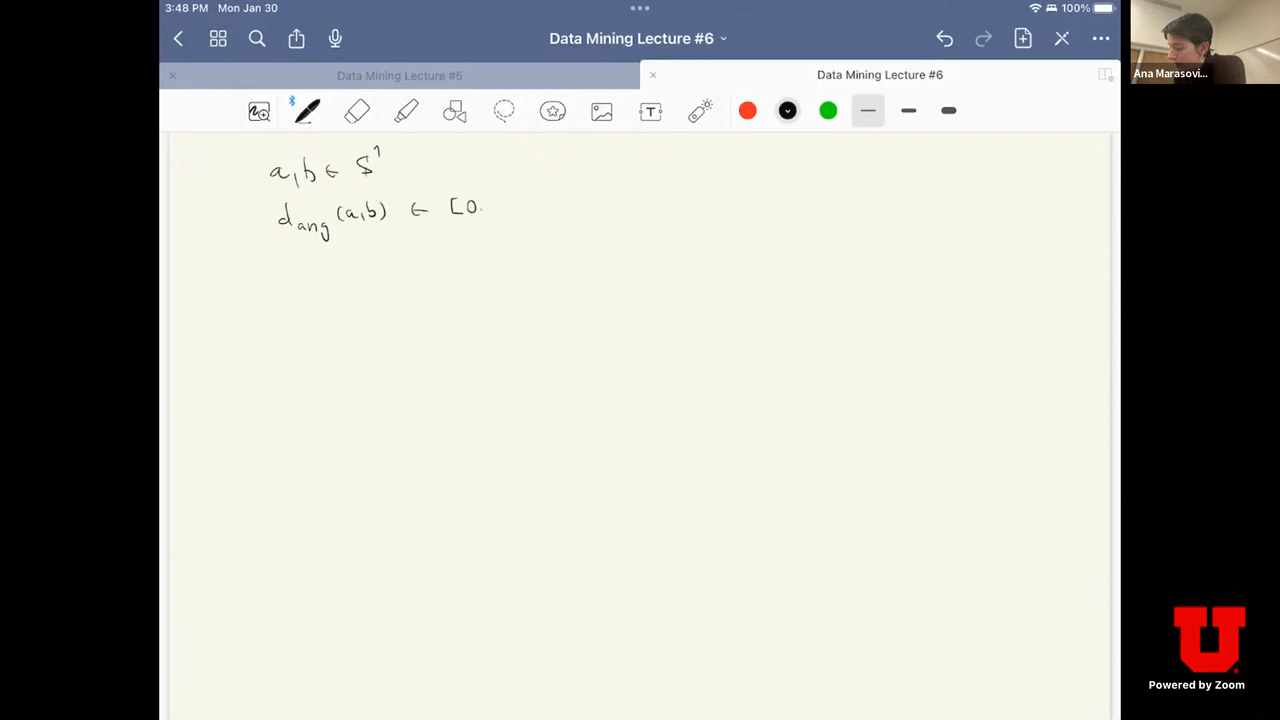 3:48 PM Mon Jan 30
100%
Data Mining Lecture #6
Data Mining Lecture #5
Data Mining Lecture #6
T
a,b ∈ S¹
d_ang (a,b) ∈ [0.
Ana Marasovi...
U
Powered by Zoom